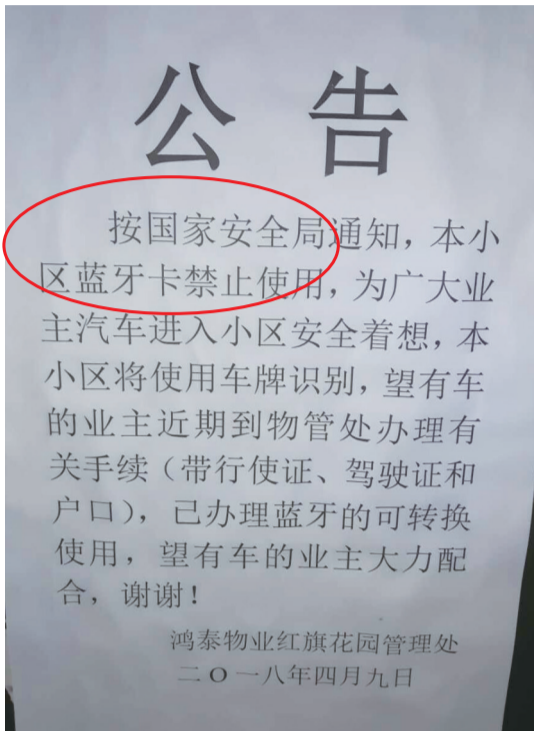 公 告
按国家安全局通知，本小
区蓝牙卡禁止使用，为广大业
主汽车进入小区安全着想，本
小区将使用车牌识别，望有车
的业主近期到物管处办理有
关手续（带行使证、驾驶证和
户口），已办理蓝牙的可转换
使用，望有车的业主大力配
合，谢谢！
鸿泰物业红旗花园管理处
二O一八年四月九日